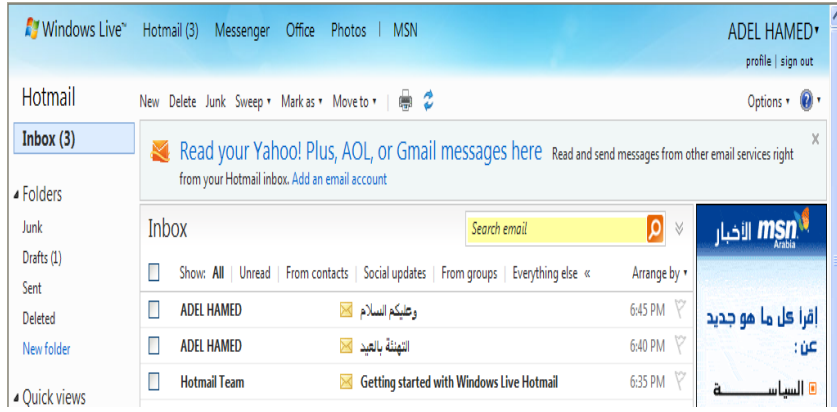 Windows Live™ Hotmail (3) Messenger Office Photos | MSN ADEL HAMED
profile | sign out
Hotmail New Delete Junk Sweep Mark as Move to | Options
Inbox (3)
Read your Yahoo! Plus, AOL, or Gmail messages here Read and send messages from other email services right
from your Hotmail inbox. Add an email account
Folders
Junk
Drafts (1)
Sent
Deleted
New folder
Quick views
Inbox Search email
Show: All | Unread | From contacts | Social updates | From groups | Everything else « Arrange by
ADEL HAMED وعليكم السلام 6:45 PM
ADEL HAMED التهنئة بالعيد 6:40 PM
Hotmail Team Getting started with Windows Live Hotmail 6:35 PM
msn الأخبار
Arabia
إقرأ كل ما هو جديد
عن :
السياســـــة